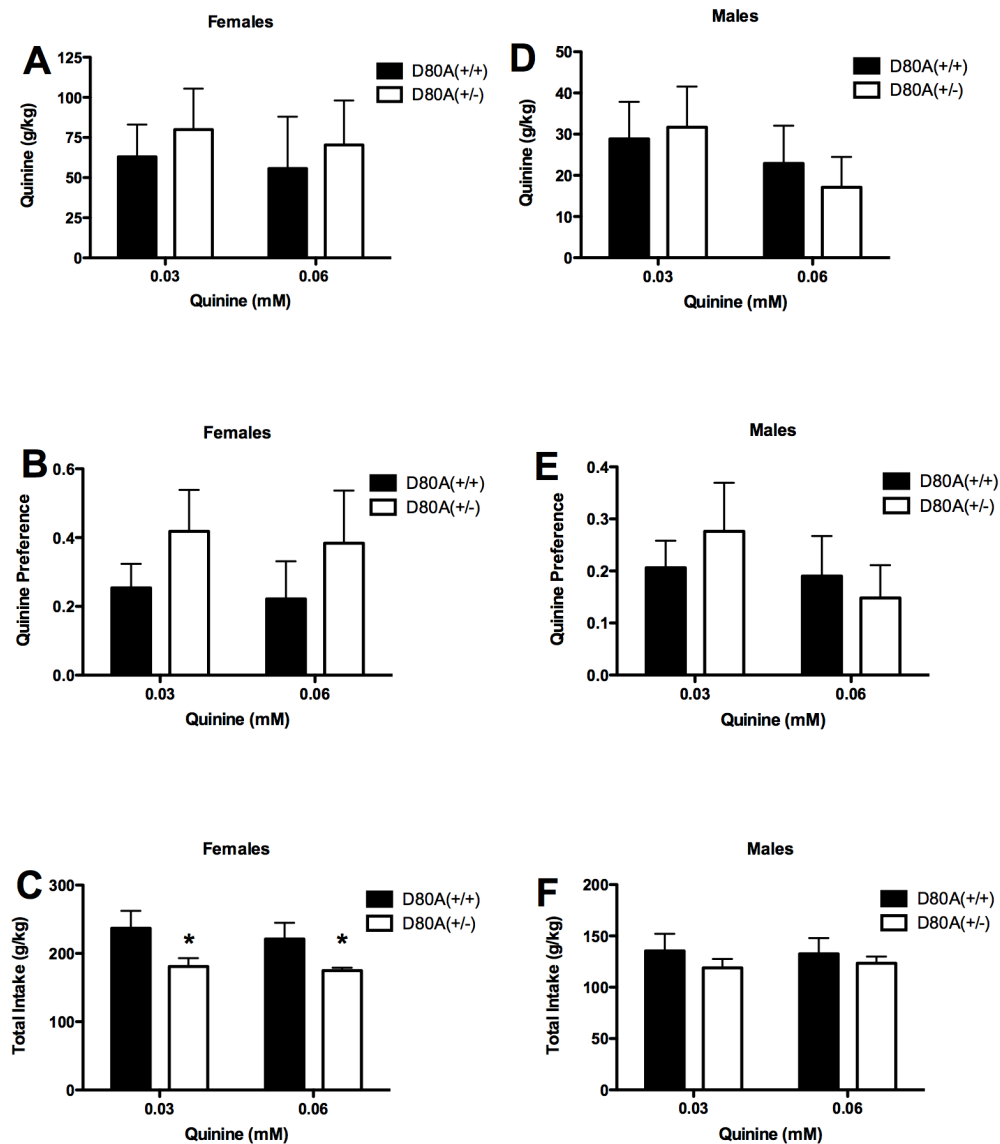 Females
A
125
100
75
50
25
0
Quinine (g/kg)
D80A(+/+)
D80A(+/-)
0.03
0.06
Quinine (mM)
Males
D
50
40
30
20
10
0
Quinine (g/kg)
D80A(+/+)
D80A(+/-)
0.03
0.06
Quinine (mM)
Females
B
0.6
0.4
0.2
0.0
Quinine Preference
D80A(+/+)
D80A(+/-)
0.03
0.06
Quinine (mM)
Males
E
0.4
0.3
0.2
0.1
0.0
Quinine Preference
D80A(+/+)
D80A(+/-)
0.03
0.06
Quinine (mM)
Females
C
300
200
100
0
Total Intake (g/kg)
D80A(+/+)
D80A(+/-)
*
*
0.03
0.06
Quinine (mM)
Males
F
200
150
100
50
0
Total Intake (g/kg)
D80A(+/+)
D80A(+/-)
0.03
0.06
Quinine (mM)